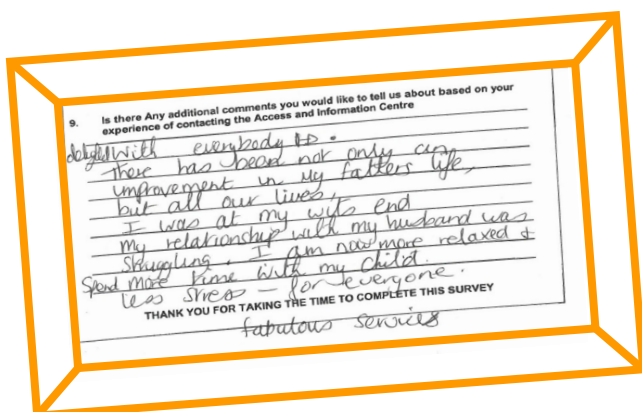 9. Is there Any additional comments you would like to tell us about based on your
experience of contacting the Access and Information Centre
delighted with everybody
There has been not only an
improvement in my fathers life,
but all our lives,
I was at my wits end
my relationship with my husband was
struggling. I am now more relaxed &
Spend more time with my child.
less stress – for everyone.
THANK YOU FOR TAKING THE TIME TO COMPLETE THIS SURVEY
fabulous services